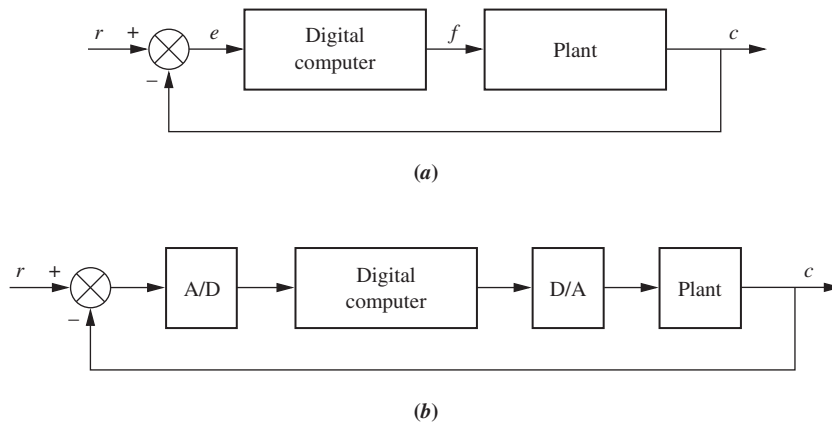 r + e Digital computer f Plant c
−
(a)
r + A/D Digital computer D/A Plant c
−
(b)